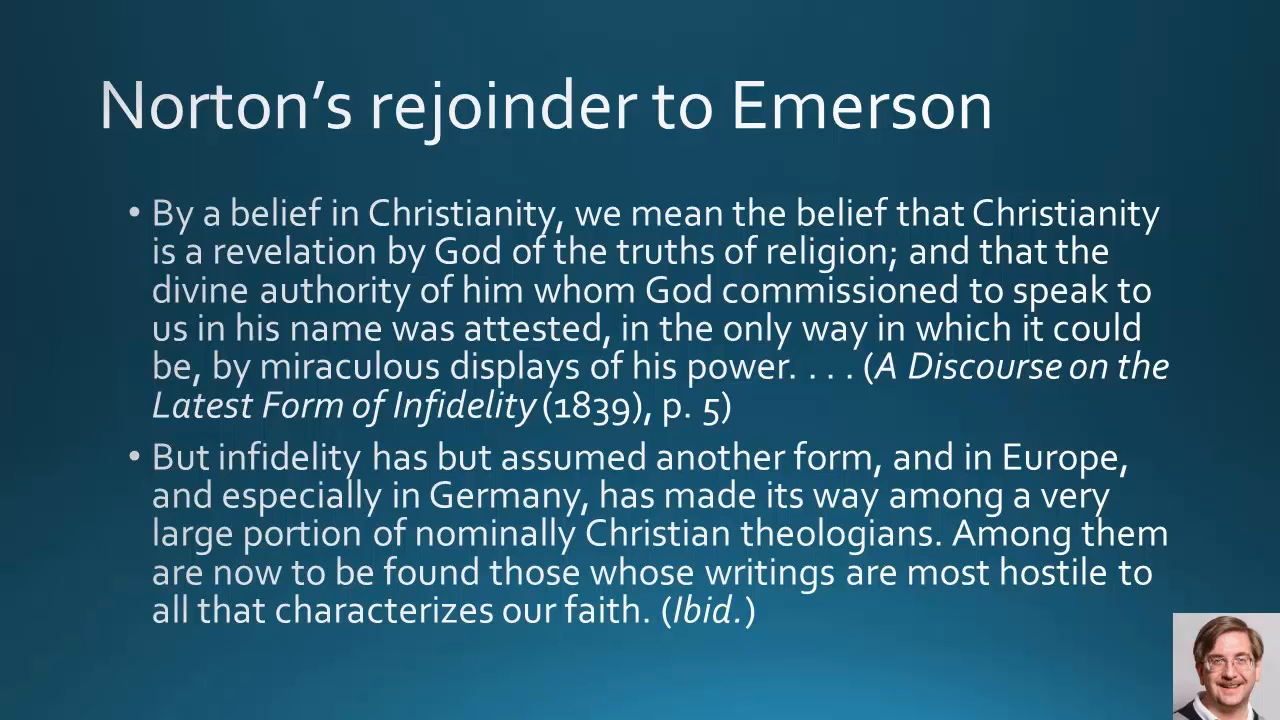 Norton’s rejoinder to Emerson
• By a belief in Christianity, we mean the belief that Christianity
is a revelation by God of the truths of religion; and that the
divine authority of him whom God commissioned to speak to
us in his name was attested, in the only way in which it could
be, by miraculous displays of his power. . . . (A Discourse on the
Latest Form of Infidelity (1839), p. 5)
• But infidelity has but assumed another form, and in Europe,
and especially in Germany, has made its way among a very
large portion of nominally Christian theologians. Among them
are now to be found those whose writings are most hostile to
all that characterizes our faith. (Ibid.)